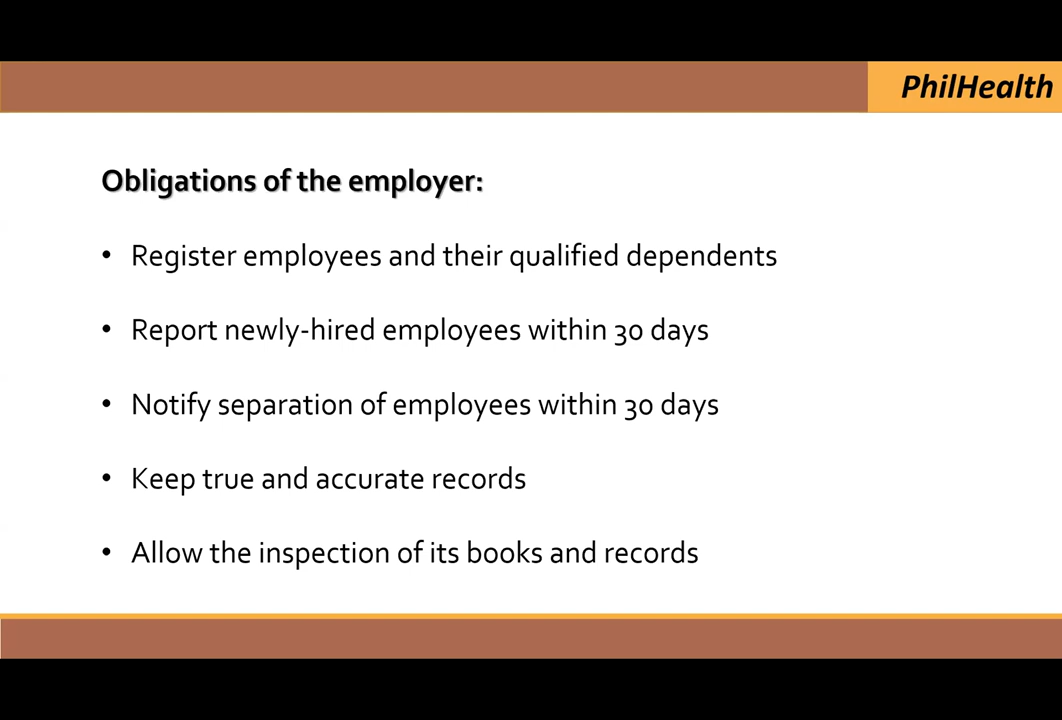 PhilHealth
Obligations of the employer:
• Register employees and their qualified dependents
• Report newly-hired employees within 30 days
• Notify separation of employees within 30 days
• Keep true and accurate records
• Allow the inspection of its books and records